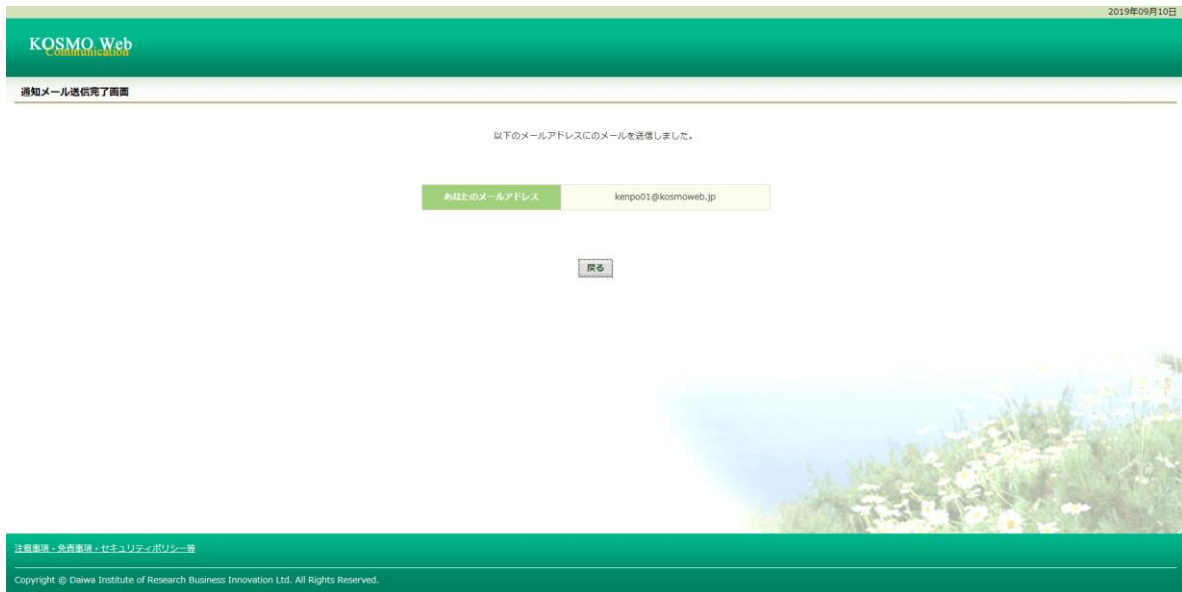 2019年09月10日
KOSMO Web
Communication
通知メール送信完了画面
以下のメールアドレスにのメールを送信しました。
あなたのメールアドレス
kenpo01@kosmoweb.jp
戻る
注意事項・免責事項・セキュリティポリシー等
Copyright © Daiwa Institute of Research Business Innovation Ltd. All Rights Reserved.